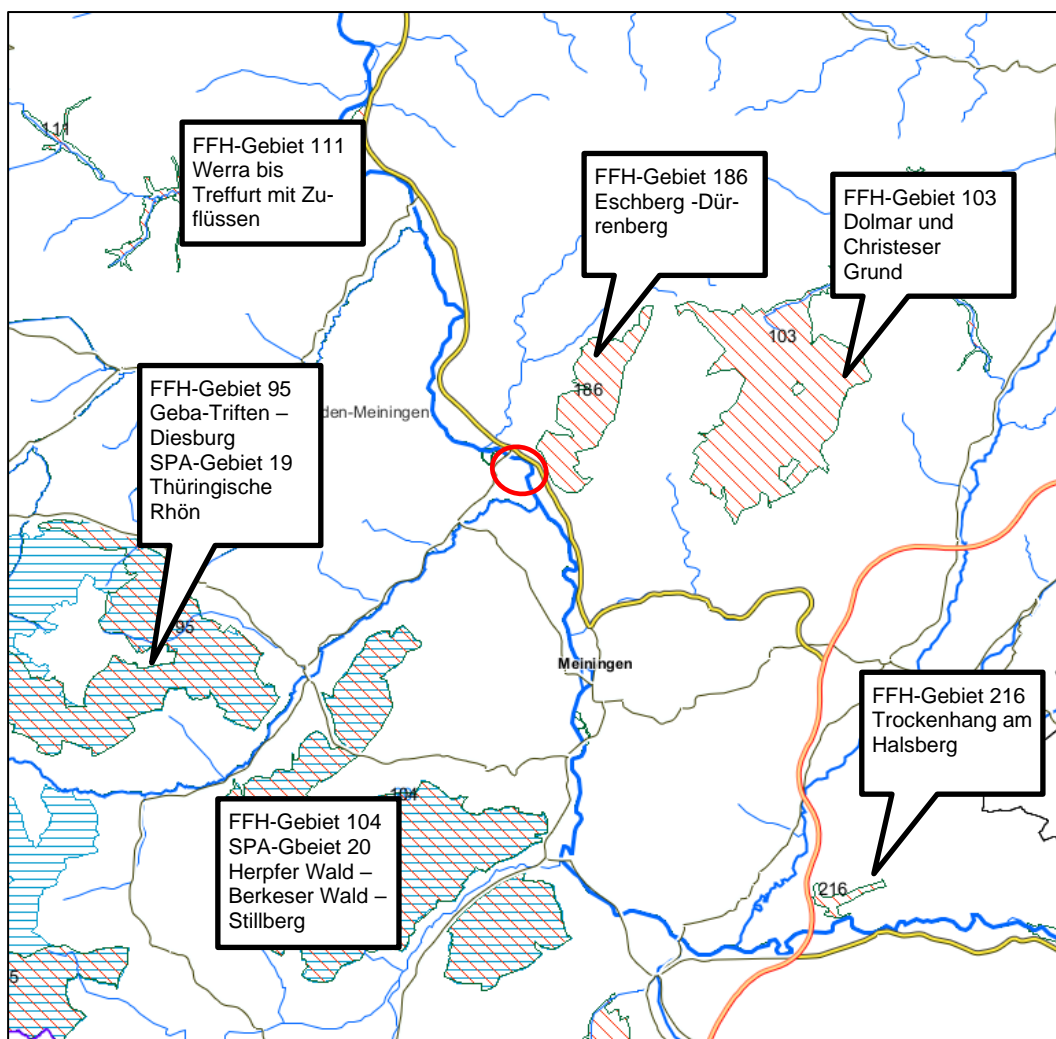 111
FFH-Gebiet 111
Werra bis
Treffurt mit Zu-
flüssen
FFH-Gebiet 186
Eschberg -Dür-
renberg
FFH-Gebiet 103
Dolmar und
Christeser
Grund
103
186
FFH-Gebiet 95
Geba-Triften –
Diesburg
SPA-Gebiet 19
Thüringische
Rhön
den-Meiningen
95
Meiningen
FFH-Gebiet 216
Trockenhang am
Halsberg
104
FFH-Gebiet 104
SPA-Gbeiet 20
Herpfer Wald –
Berkeser Wald –
Stillberg
216
5